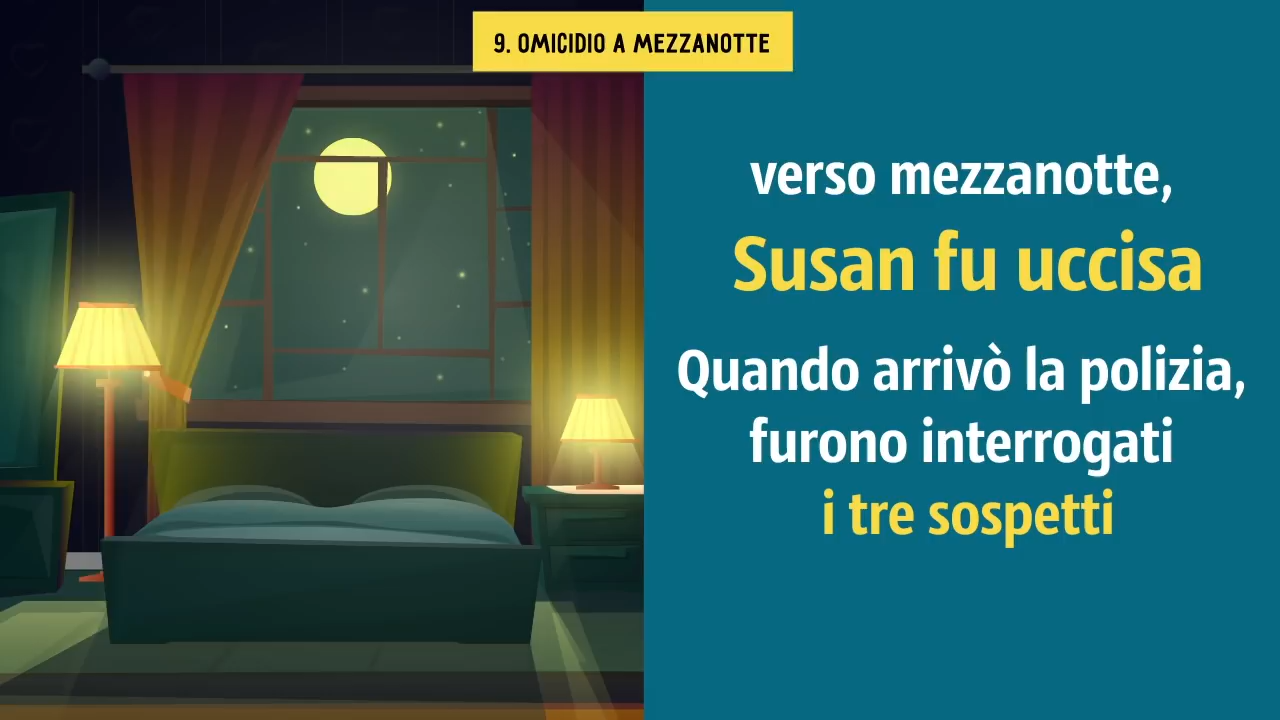 9. OMICIDIO A MEZZANOTTE
verso mezzanotte,
Susan fu uccisa
Quando arrivò la polizia,
furono interrogati
i tre sospetti